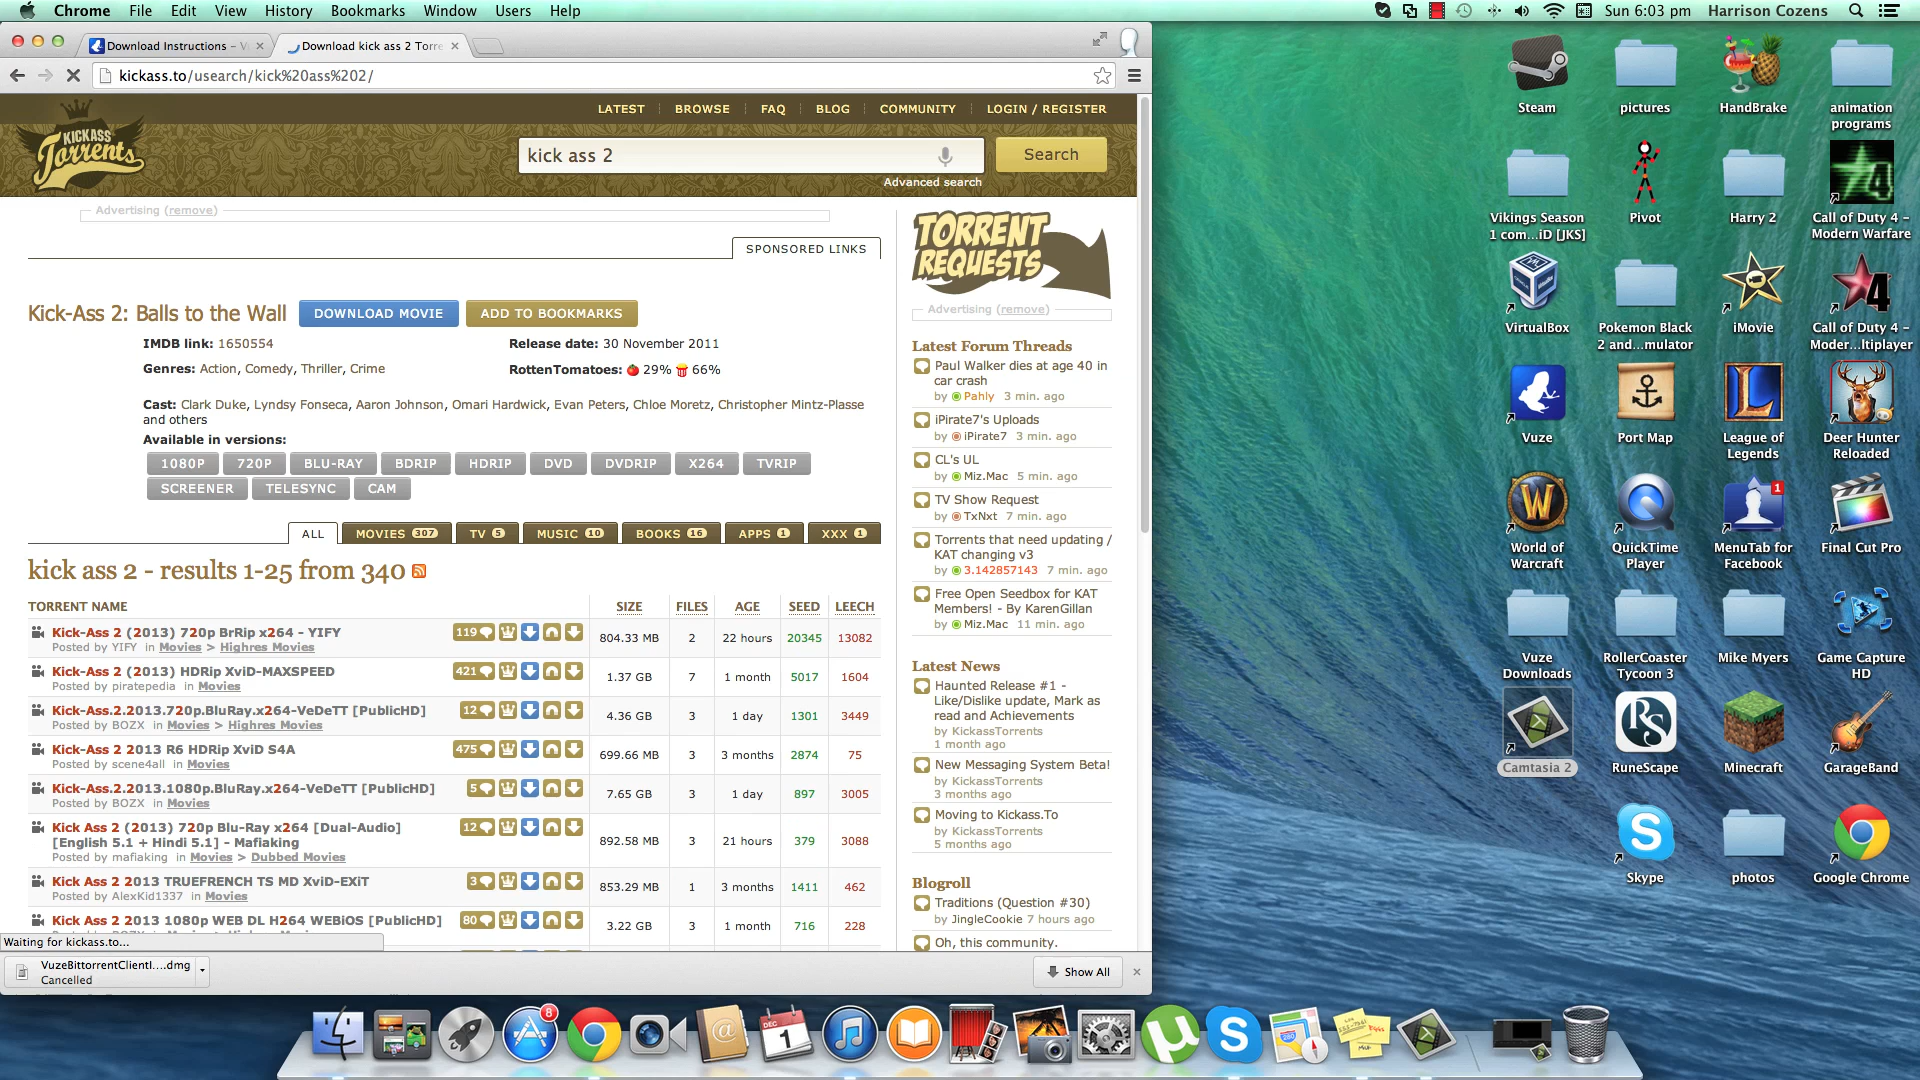 Chrome File Edit View History Bookmarks Window Users Help
Sun 6:03 pm Harrison Cozens
Download Instructions – V
Download kick ass 2 Torre
kickass.to/usearch/kick%20ass%202/
LATEST BROWSE FAQ BLOG COMMUNITY LOGIN / REGISTER
KICKASS
Torrents
kick ass 2
Search
Advanced search
Advertising (remove)
SPONSORED LINKS
Kick-Ass 2: Balls to the Wall DOWNLOAD MOVIE ADD TO BOOKMARKS
IMDB link: 1650554 Release date: 30 November 2011
Genres: Action, Comedy, Thriller, Crime RottenTomatoes: 29% 66%
Cast: Clark Duke, Lyndsy Fonseca, Aaron Johnson, Omari Hardwick, Evan Peters, Chloe Moretz, Christopher Mintz-Plasse
and others
Available in versions:
1080P 720P BLU-RAY BDRIP HDRIP DVD DVDRIP X264 TVRIP
SCREENER TELESYNC CAM
ALL MOVIES 307 TV 5 MUSIC 10 BOOKS 16 APPS 1 XXX 1
kick ass 2 - results 1-25 from 340
TORRENT NAME SIZE FILES AGE SEED LEECH
Kick-Ass 2 (2013) 720p BrRip x264 - YIFY 119 804.33 MB 2 22 hours 20345 13082
Posted by YIFY in Movies > Highres Movies
Kick-Ass 2 (2013) HDRip XviD-MAXSPEED 421 1.37 GB 7 1 month 5017 1604
Posted by piratepedia in Movies
Kick-Ass.2.2013.720p.BluRay.x264-VeDeTT [PublicHD] 12 4.36 GB 3 1 day 1301 3449
Posted by BOZX in Movies > Highres Movies
Kick-Ass 2 2013 R6 HDRip XviD S4A 475 699.66 MB 3 3 months 2874 75
Posted by scene4all in Movies
Kick-Ass.2.2013.1080p.BluRay.x264-VeDeTT [PublicHD] 5 7.65 GB 3 1 day 897 3005
Posted by BOZX in Movies
Kick Ass 2 (2013) 720p Blu-Ray x264 [Dual-Audio]
[English 5.1 + Hindi 5.1] - Mafiaking 12 892.58 MB 3 21 hours 379 3088
Posted by mafiaking in Movies > Dubbed Movies
Kick Ass 2 2013 TRUEFRENCH TS MD XviD-EXiT 3 853.29 MB 1 3 months 1411 462
Posted by AlexKid1337 in Movies
Kick Ass 2 2013 1080p WEB DL H264 WEBiOS [PublicHD] 80 3.22 GB 3 1 month 716 228
Waiting for kickass.to...
VuzeBittorrentClientI....dmg
Cancelled
Show All
TORRENT
REQUESTS
Advertising (remove)
Latest Forum Threads
Paul Walker dies at age 40 in
car crash
by Pahly 3 min. ago
iPirate7's Uploads
by iPirate7 3 min. ago
CL's UL
by Miz.Mac 5 min. ago
TV Show Request
by TxNxt 7 min. ago
Torrents that need updating /
KAT changing v3
by 3.142857143 7 min. ago
Free Open Seedbox for KAT
Members! - By KarenGillan
by Miz.Mac 11 min. ago
Latest News
Haunted Release #1 -
Like/Dislike update, Mark as
read and Achievements
by KickassTorrents
1 month ago
New Messaging System Beta!
by KickassTorrents
3 months ago
Moving to Kickass.To
by KickassTorrents
5 months ago
Blogroll
Traditions (Question #30)
by JingleCookie 7 hours ago
Oh, this community.
Steam pictures HandBrake animation
programs
Vikings Season
1 com...iD [JKS]
Pivot Harry 2 Call of Duty 4 –
Modern Warfare
VirtualBox Pokemon Black
2 and...mulator
iMovie Call of Duty 4 –
Moder...ltiplayer
Vuze Port Map League of
Legends
Deer Hunter
Reloaded
World of
Warcraft
QuickTime
Player
1
MenuTab for
Facebook
Final Cut Pro
Vuze
Downloads
RollerCoaster
Tycoon 3
Mike Myers Game Capture
HD
Camtasia 2 RuneScape Minecraft GarageBand
Skype photos Google Chrome
8
DEC
1